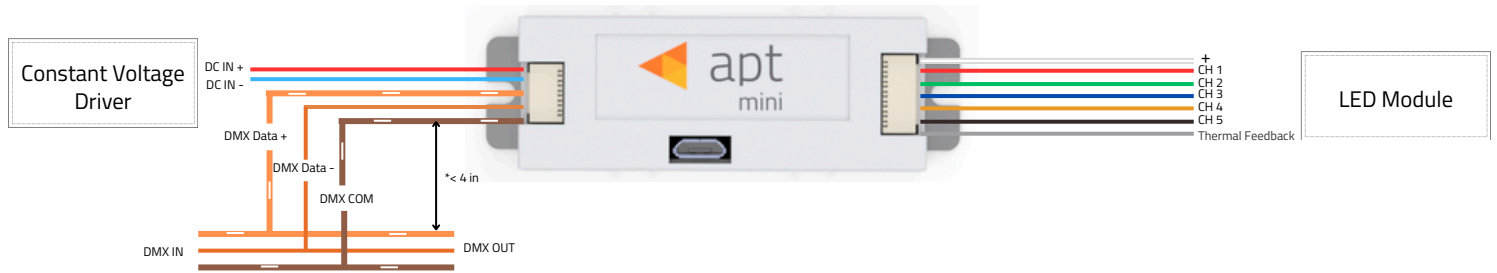 Constant Voltage
Driver
DC IN +
DC IN -
DMX Data +
DMX Data -
DMX COM
*< 4 in
DMX IN
DMX OUT
apt
mini
+
CH 1
CH 2
CH 3
CH 4
CH 5
Thermal Feedback
LED Module